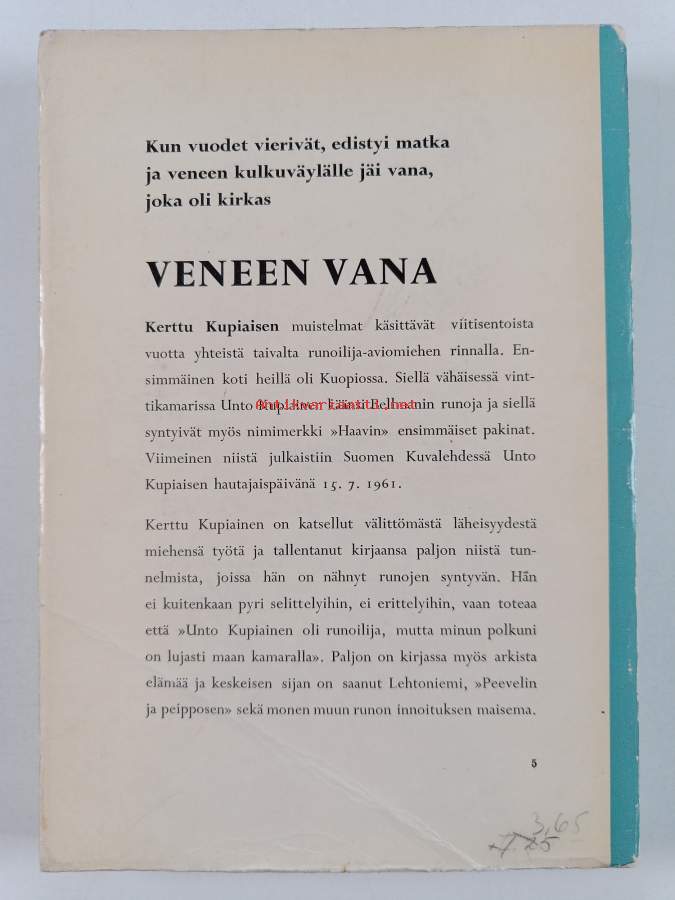 Kun vuodet vierivät, edistyi matka
ja veneen kulkuväylälle jäi vana,
joka oli kirkas
VENEEN VANA
Kerttu Kupiaisen muistelmat käsittävät viitisentoista
vuotta yhteistä taivalta runoilija-aviomiehen rinnalla. En-
simmäinen koti heillä oli Kuopiossa. Siellä vähäisessä vint-
tikamarissa Unto Kupiainen käänsi Bellmanin runoja ja siellä
syntyivät myös nimimerkki »Haavin» ensimmäiset pakinat.
Viimeinen niistä julkaistiin Suomen Kuvalehdessä Unto
Kupiaisen hautajaispäivänä 15. 7. 1961.
Kerttu Kupiainen on katsellut välittömästä läheisyydestä
miehensä työtä ja tallentanut kirjaansa paljon niistä tun-
nelmista, joissa hän on nähnyt runojen syntyvän. Hän
ei kuitenkaan pyri selittelyihin, ei erittelyihin, vaan toteaa
että »Unto Kupiainen oli runoilija, mutta minun polkuni
on lujasti maan kamaralla». Paljon on kirjassa myös arkista
elämää ja keskeisen sijan on saanut Lehtoniemi, »Peevelin
ja peipposen» sekä monen muun runon innoituksen maisema.
5
3,65